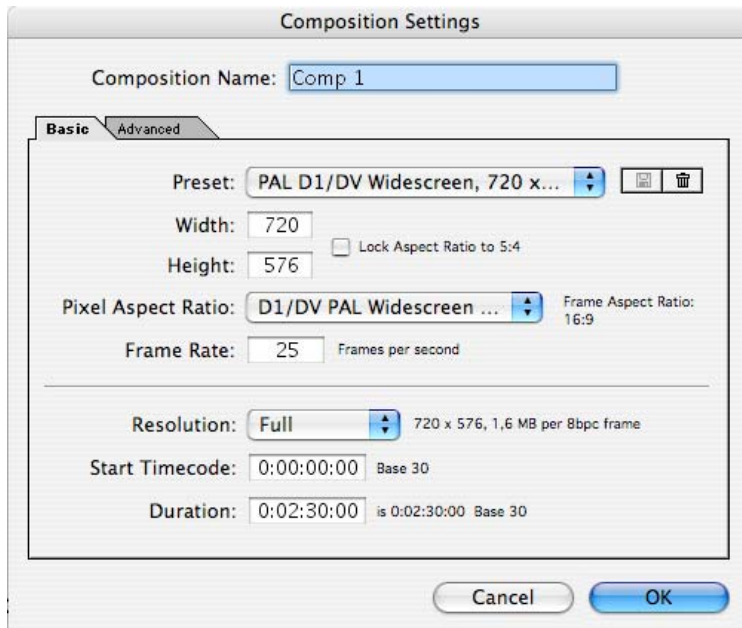 Composition Settings
Composition Name: Comp 1
Basic Advanced
Preset: PAL D1/DV Widescreen, 720 x...
Width: 720
Lock Aspect Ratio to 5:4
Height: 576
Pixel Aspect Ratio: D1/DV PAL Widescreen ... Frame Aspect Ratio:
16:9
Frame Rate: 25 Frames per second
Resolution: Full 720 x 576, 1,6 MB per 8bpc frame
Start Timecode: 0:00:00:00 Base 30
Duration: 0:02:30:00 is 0:02:30:00 Base 30
Cancel OK